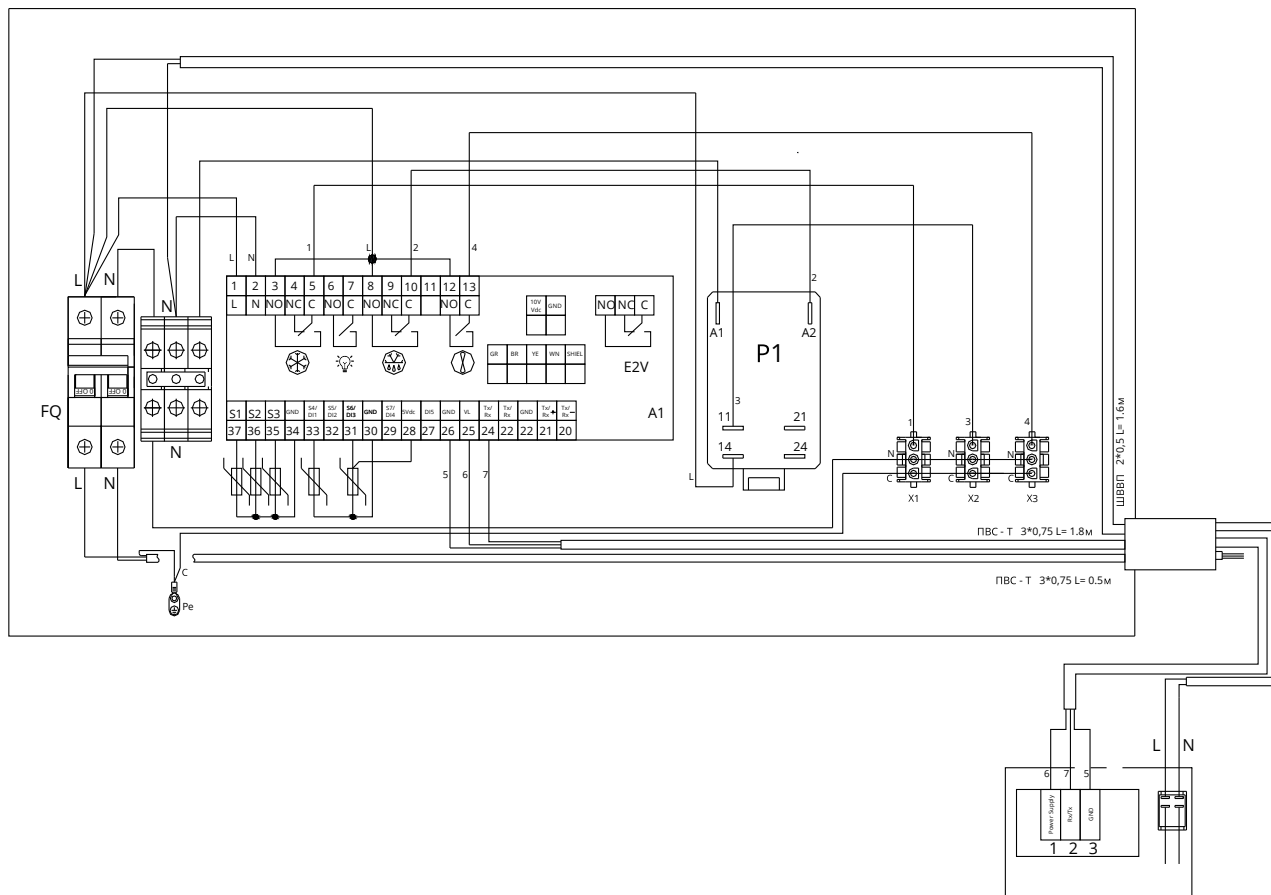 1 L 2 4
L N
L N N
1 2 3 4 5 6 7 8 9 10 11 12 13
L N NO NC C NO C NO NC C NO C
10V Vdc GND
NO NC C
GR BR YE WN SHIEL
E2V
FQ
0 OFF 0 OFF
A1
S1 S2 S3 GND S4/DI1 S5/DI2 S6/DI3 GND S7/DI4 5Vdc DI5 GND VL Tx/Rx Tx/Rx GND Tx/Rx+ Tx/Rx−
37 36 35 34 33 32 31 30 29 28 27 26 25 24 22 22 21 20
N
L N
5 6 7
2
A1 A2
P1
3
11 21
14 24
L
1 3 4
N N N
C C C
X1 X2 X3
ШВВП 2*0,5 L= 1.6м
ПВС - Т 3*0,75 L= 1.8м
ПВС - Т 3*0,75 L= 0.5м
C
Pe
L N
6 7 5
Power Supply Rx/Tx GND
1 2 3